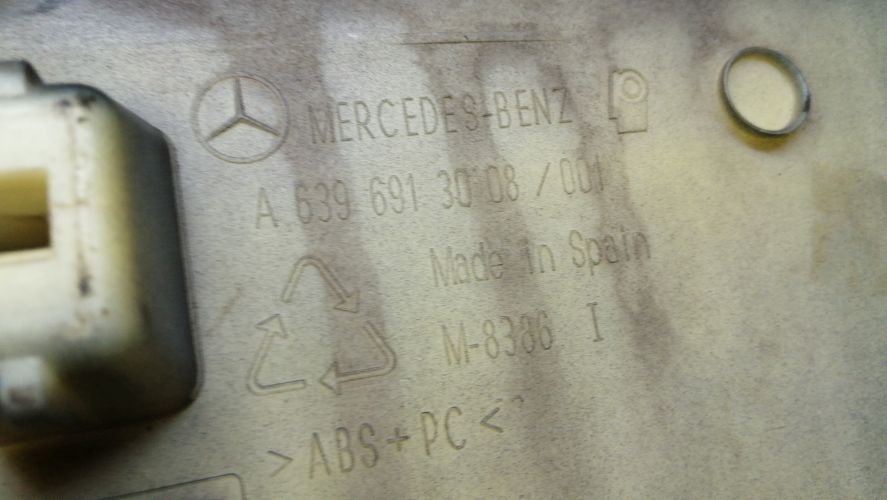 MERCEDES-BENZ
A 639 691 30 08 / 001
Made in Spain
M-8386 I
>ABS+PC<